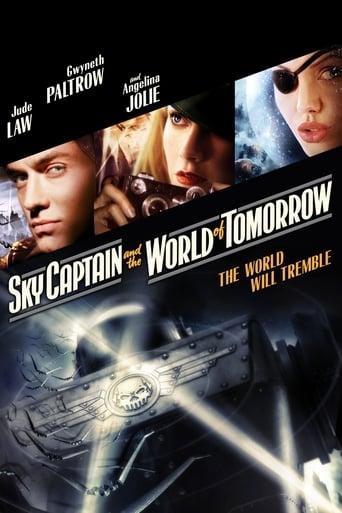 Jude
LAW
Gwyneth
PALTROW
and
Angelina
JOLIE
SKY CAPTAIN and the WORLD of TOMORROW
THE WORLD
WILL TREMBLE